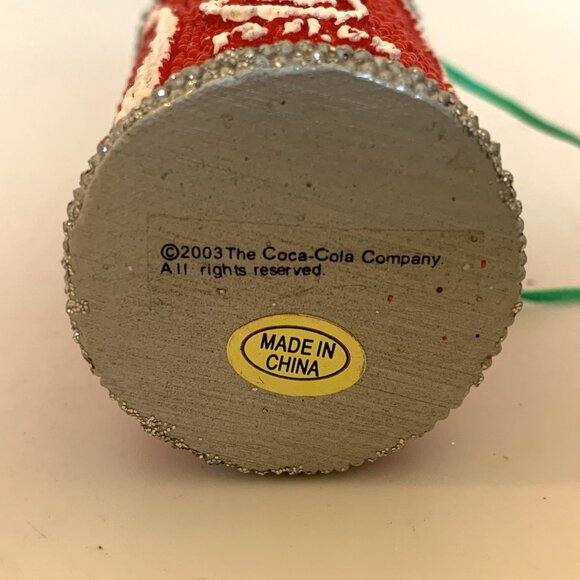 ©2003 The Coca-Cola Company.
All rights reserved.
MADE IN
CHINA